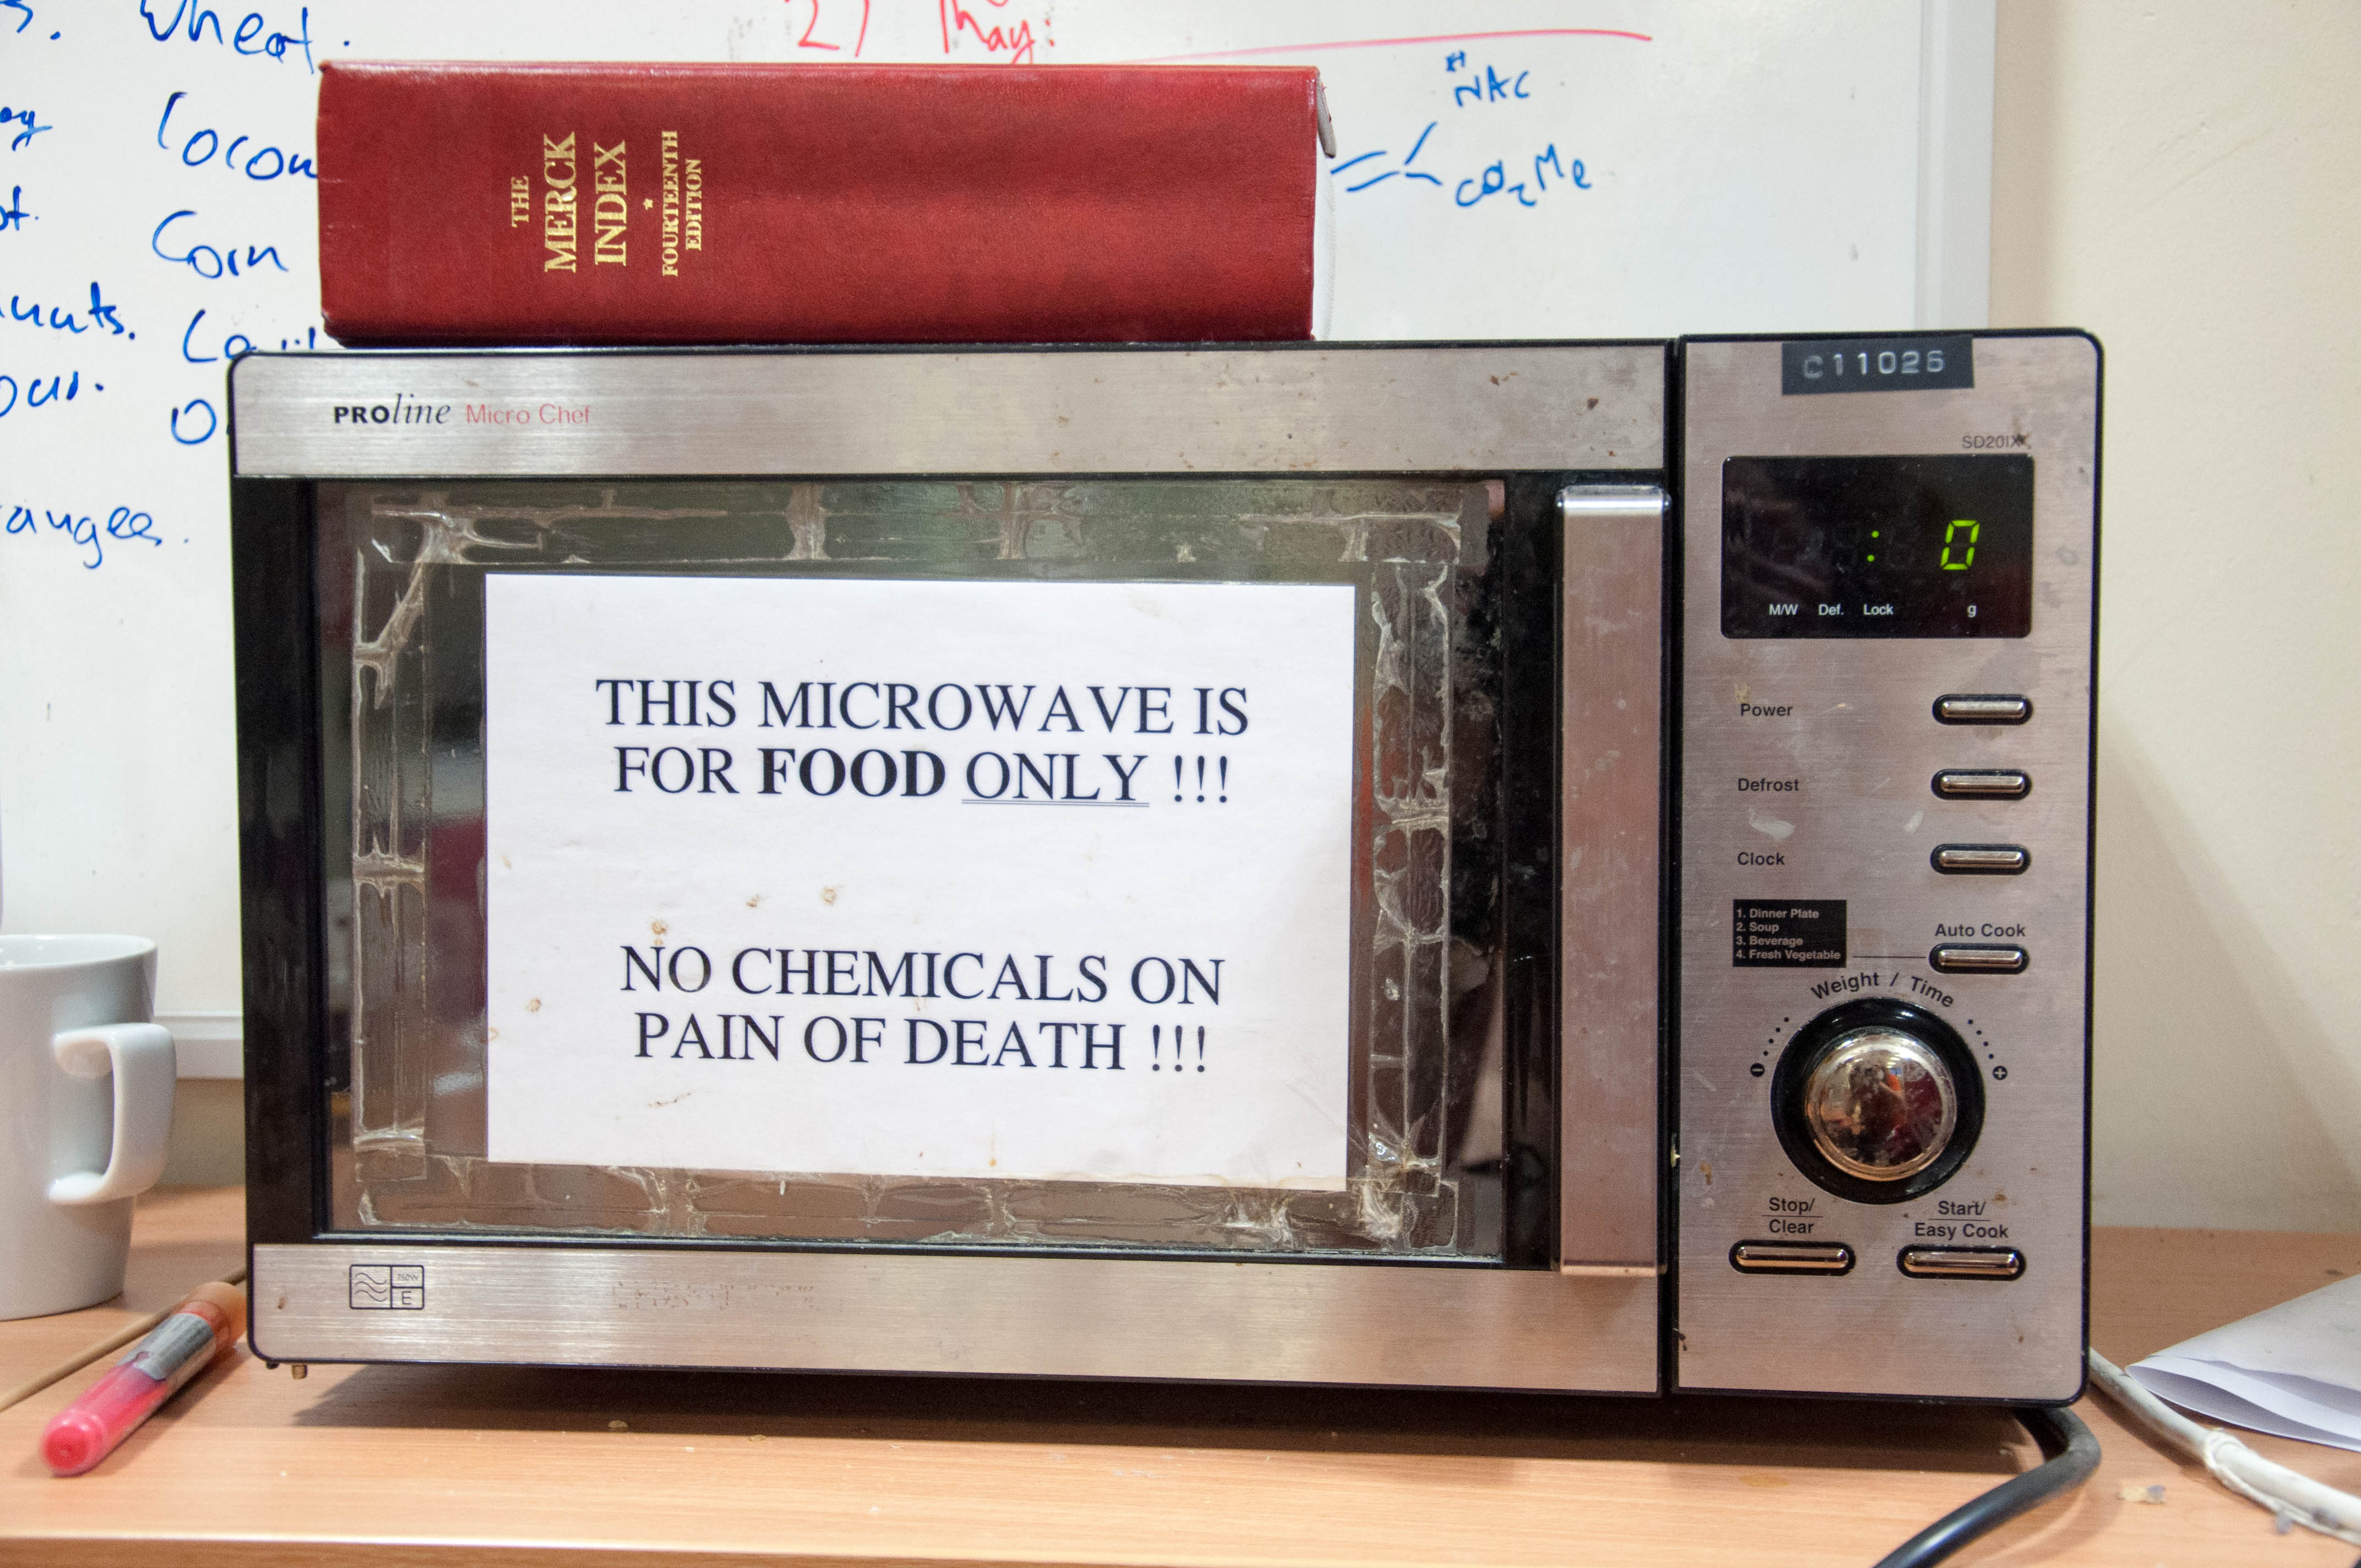 Wheat.
27 May:
Corn
THE
MERCK
INDEX
FOURTEENTH
EDITION
NAC
CO2Me
PROline Micro Chef
C11026
SD20IX
: 0
M/W Def. Lock g
THIS MICROWAVE IS
FOR FOOD ONLY !!!
NO CHEMICALS ON
PAIN OF DEATH !!!
Power
Defrost
Clock
1. Dinner Plate
2. Soup
3. Beverage
4. Fresh Vegetable
Auto Cook
Weight / Time
Stop/
Clear
Start/
Easy Cook
750W
E